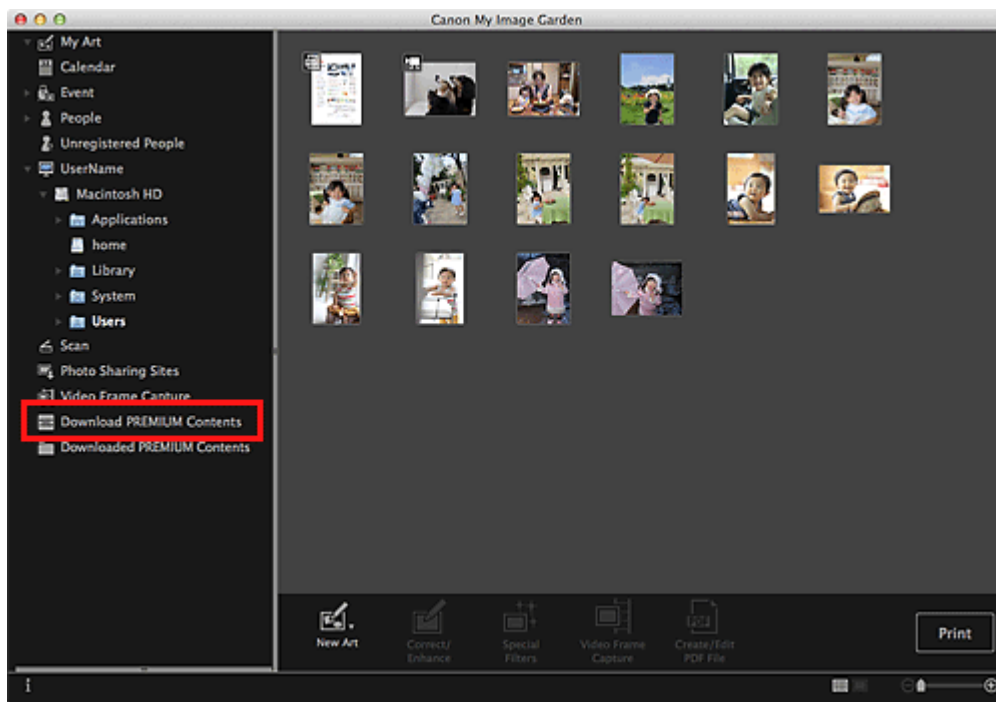 Canon My Image Garden
My Art
Calendar
Event
People
Unregistered People
UserName
Macintosh HD
Applications
home
Library
System
Users
Scan
Photo Sharing Sites
Video Frame Capture
Download PREMIUM Contents
Downloaded PREMIUM Contents
New Art
Correct/
Enhance
Special
Filters
Video Frame
Capture
Create/Edit
PDF File
Print